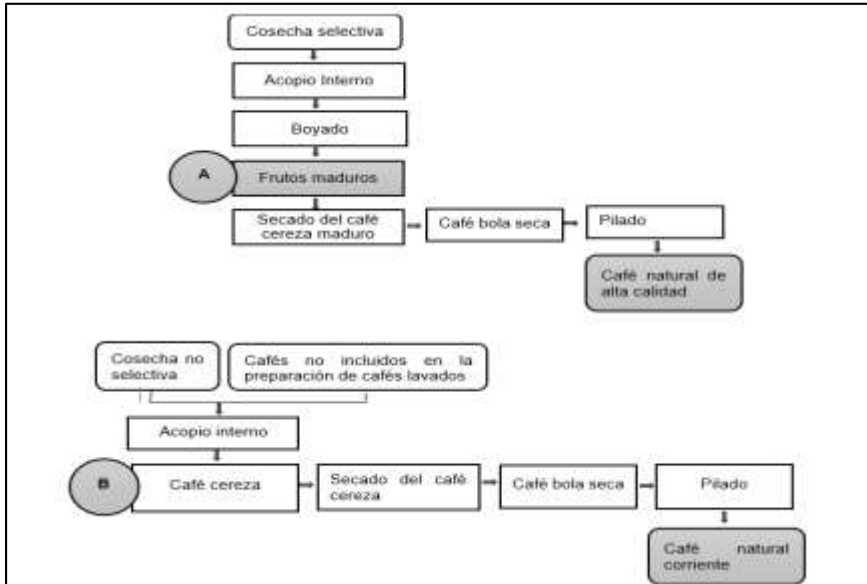 Cosecha selectiva
Acopio Interno
Boyado
A
Frutos maduros
Secado del café
cereza maduro
Café bola seca
Pilado
Café natural de
alta calidad
Cosecha no
selectiva
Cafés no incluidos en la
preparación de cafés lavados
Acopio interno
B
Café cereza
Secado del café
cereza
Café bola seca
Pilado
Café natural
corriente